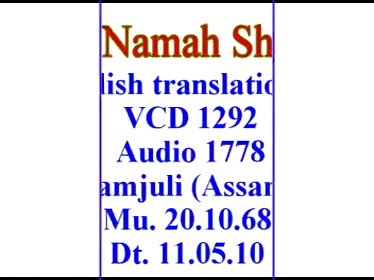 Namah Sh
lish translatio
VCD 1292
Audio 1778
amjuli (Assar
Mu. 20.10.68
Dt. 11.05.10